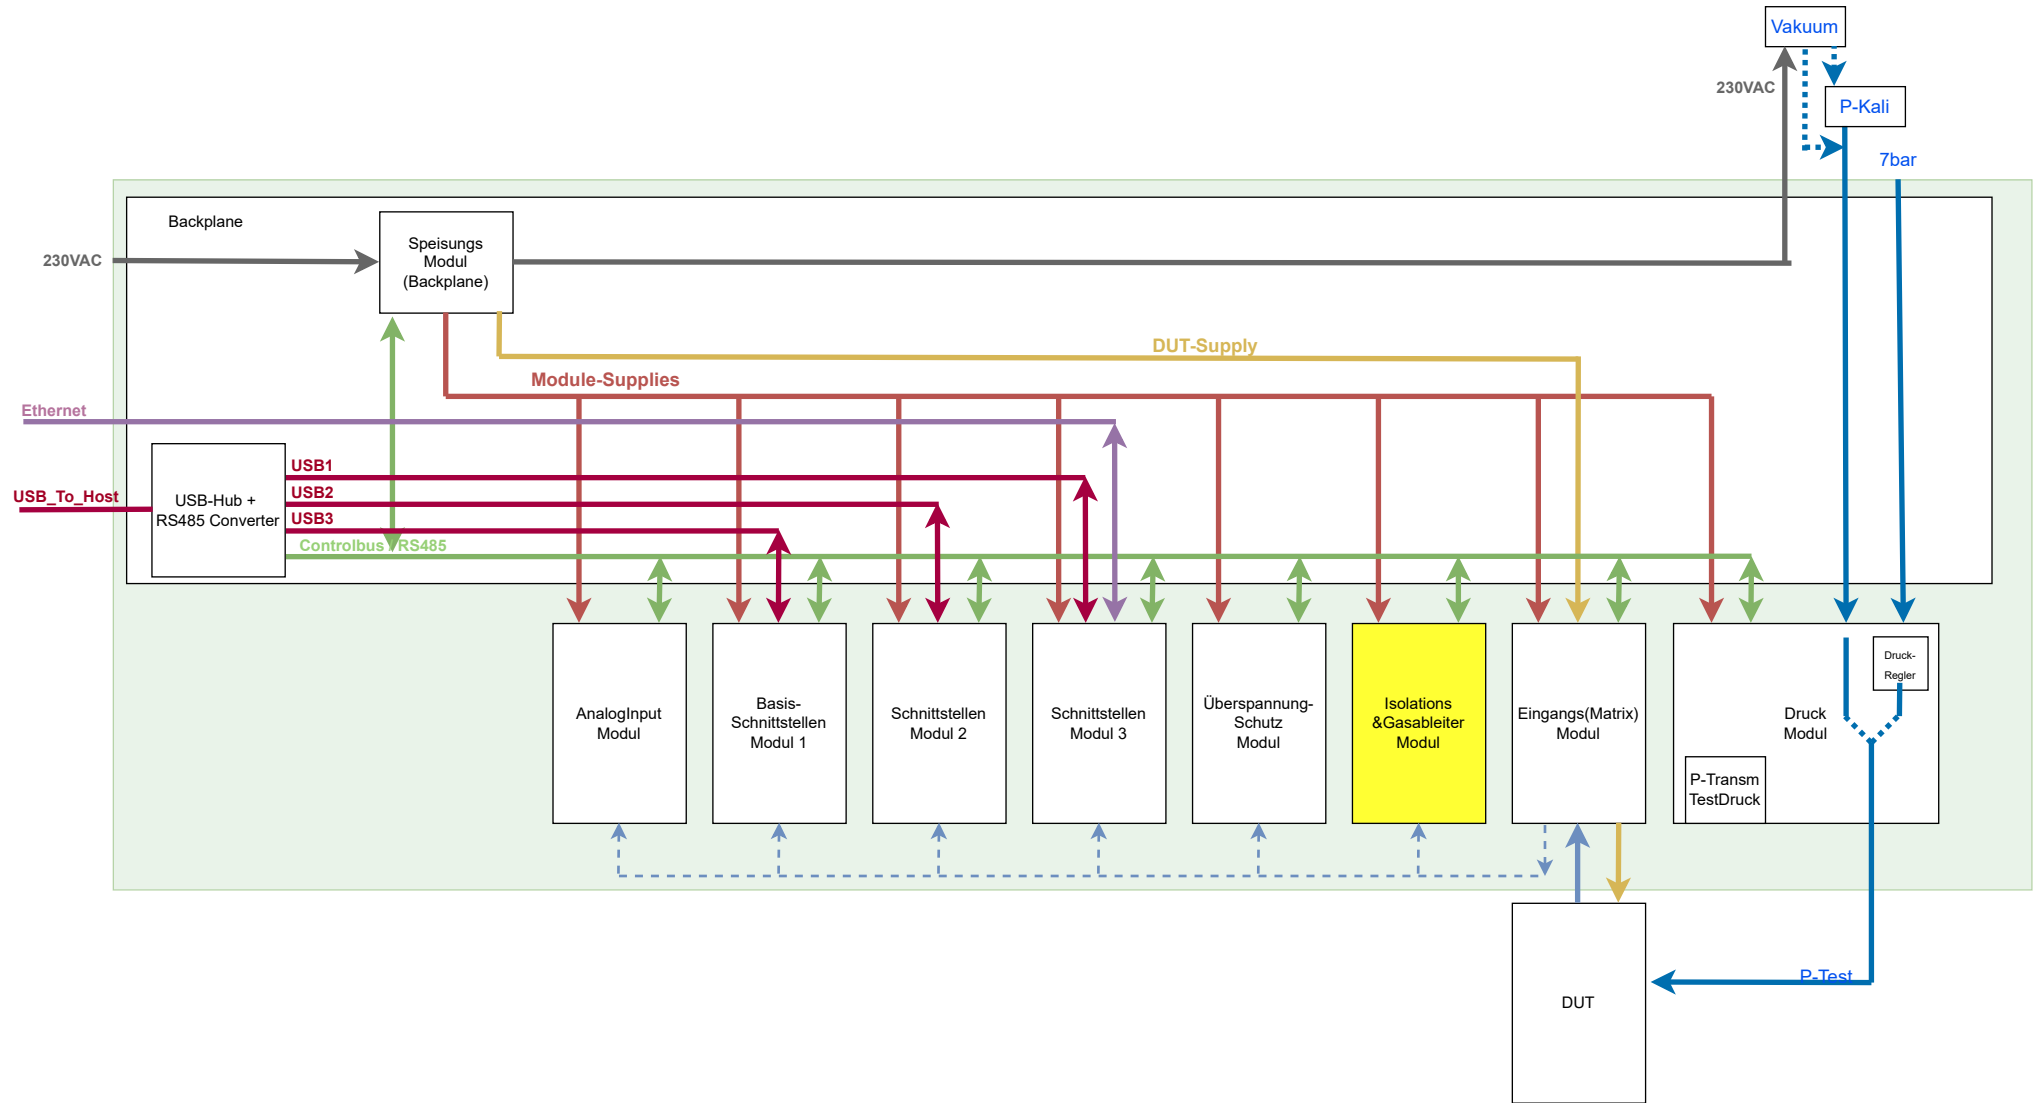 Vakuum
230VAC
P-Kali
7bar
Backplane
Speisungs
Modul
(Backplane)
230VAC
DUT-Supply
Module-Supplies
Ethernet
USB1
USB_To_Host
USB-Hub +
RS485 Converter
USB2
USB3
Controlbus / RS485
AnalogInput
Modul
Basis-
Schnittstellen
Modul 1
Schnittstellen
Modul 2
Schnittstellen
Modul 3
Überspannung-
Schutz
Modul
Isolations
&Gasableiter
Modul
Eingangs(Matrix)
Modul
Druck
Modul
Druck-
Regler
P-Transm
TestDruck
P-Test
DUT